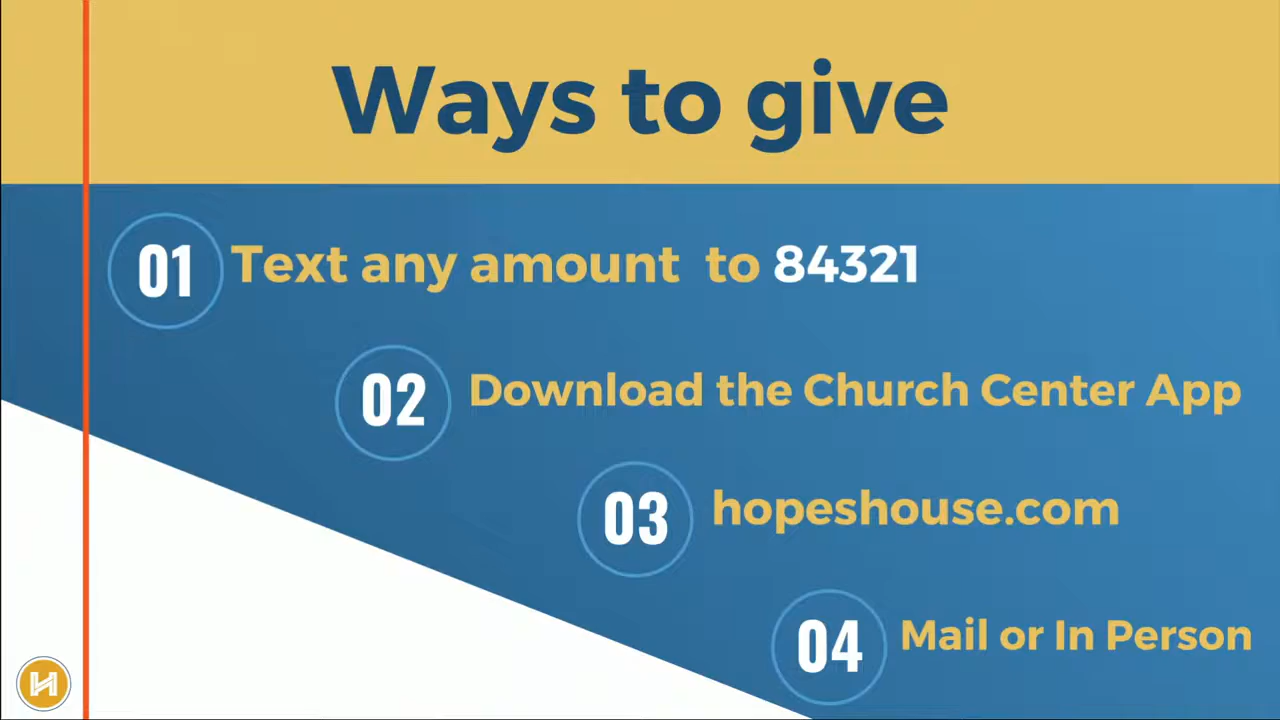 Ways to give
01 Text any amount to 84321
02 Download the Church Center App
03 hopeshouse.com
04 Mail or In Person
H